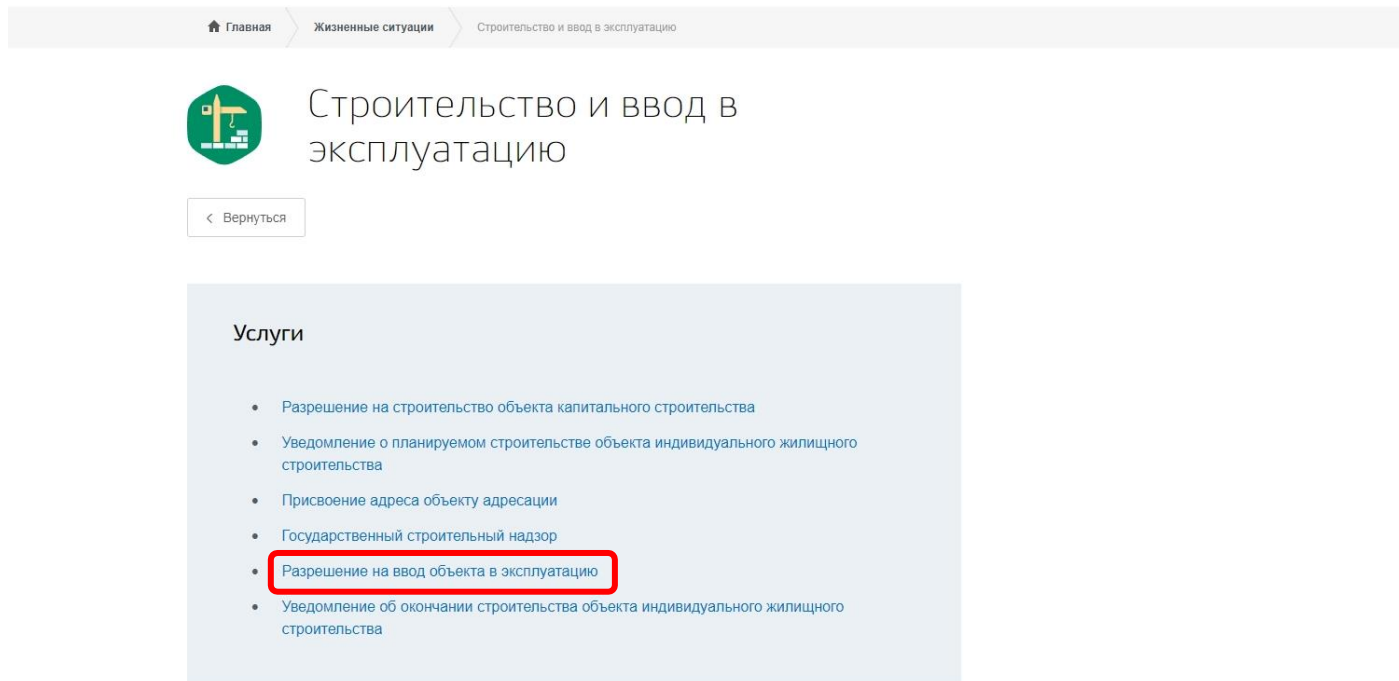 Главная Жизненные ситуации Строительство и ввод в эксплуатацию
Строительство и ввод в
эксплуатацию
Вернуться
Услуги
Разрешение на строительство объекта капитального строительства
Уведомление о планируемом строительстве объекта индивидуального жилищного
строительства
Присвоение адреса объекту адресации
Государственный строительный надзор
Разрешение на ввод объекта в эксплуатацию
Уведомление об окончании строительства объекта индивидуального жилищного
строительства